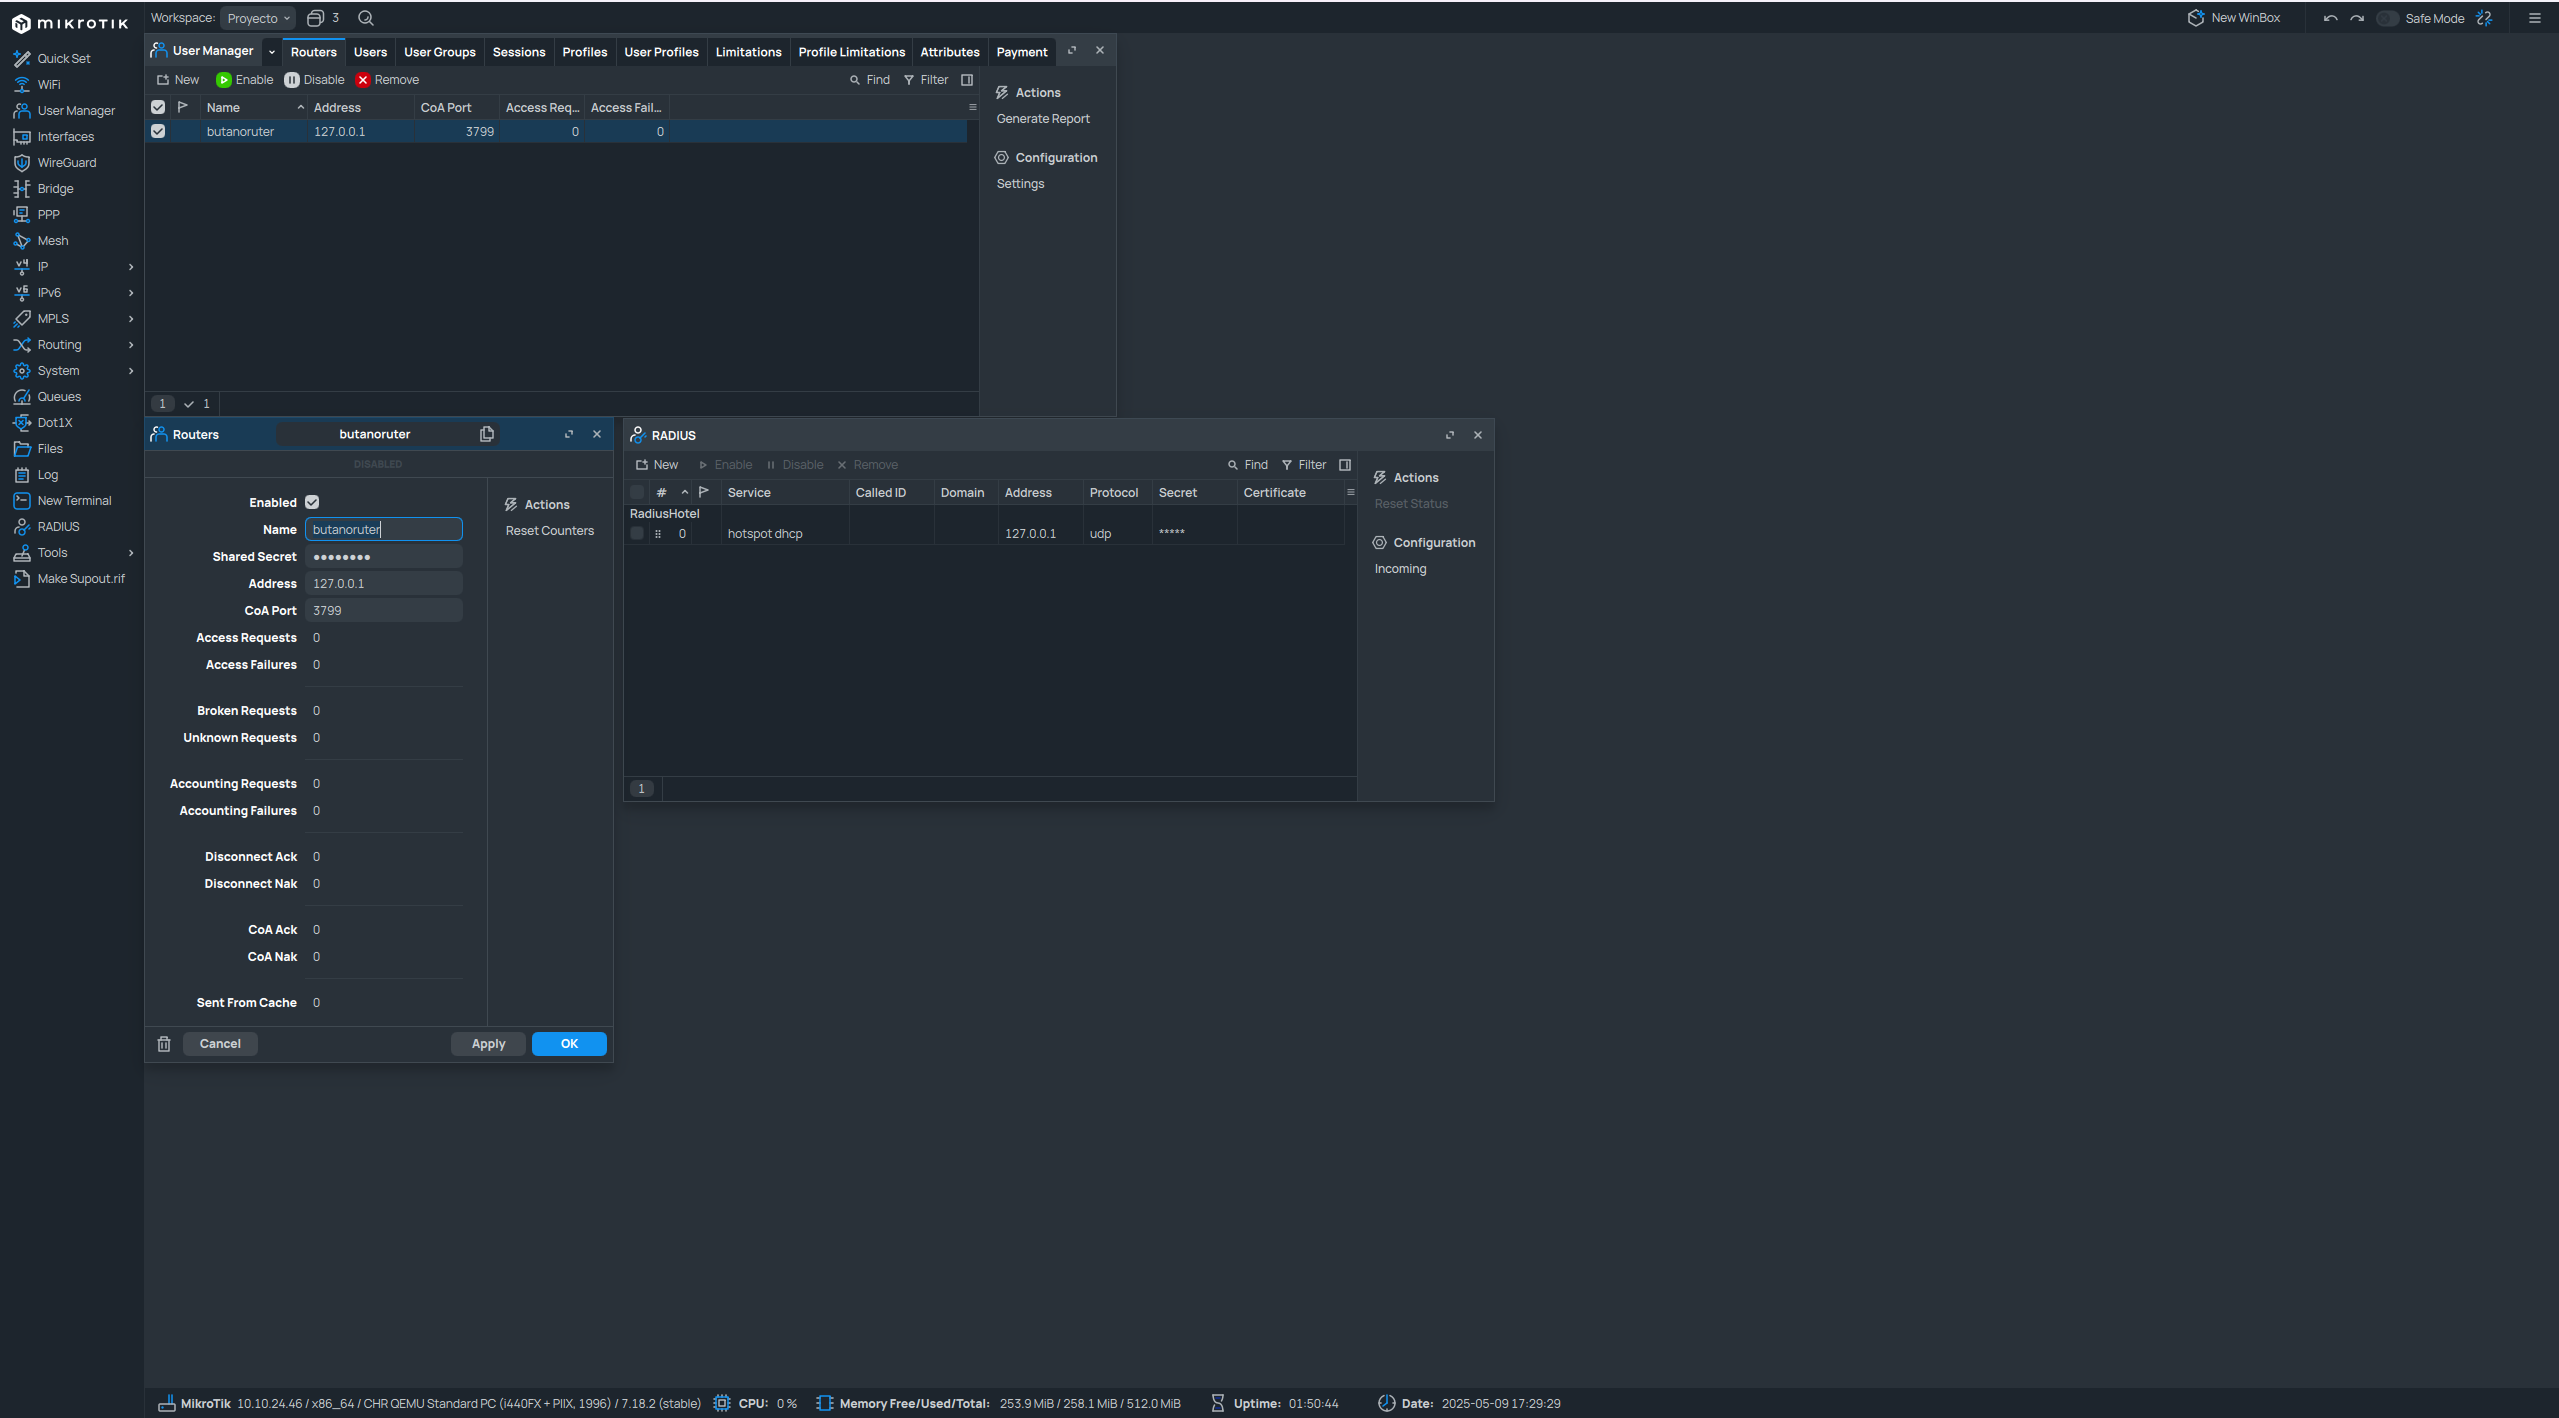 mikrotik
Workspace: Proyecto 3
New WinBox Safe Mode
Quick Set
WiFi
User Manager
Interfaces
WireGuard
Bridge
PPP
Mesh
IP
IPv6
MPLS
Routing
System
Queues
Dot1X
Files
Log
New Terminal
RADIUS
Tools
Make Supout.rif
User Manager Routers Users User Groups Sessions Profiles User Profiles Limitations Profile Limitations Attributes Payment
New Enable Disable Remove Find Filter
Name Address CoA Port Access Req... Access Fail...
butanoruter 127.0.0.1 3799 0 0
1 1
Actions
Generate Report
Configuration
Settings
Routers butanoruter
DISABLED
Enabled
Name butanoruter
Shared Secret ●●●●●●●●
Address 127.0.0.1
CoA Port 3799
Access Requests 0
Access Failures 0
Broken Requests 0
Unknown Requests 0
Accounting Requests 0
Accounting Failures 0
Disconnect Ack 0
Disconnect Nak 0
CoA Ack 0
CoA Nak 0
Sent From Cache 0
Actions
Reset Counters
Cancel Apply OK
RADIUS
New Enable Disable Remove Find Filter
# Service Called ID Domain Address Protocol Secret Certificate
RadiusHotel
0 hotspot dhcp 127.0.0.1 udp *****
1
Actions
Reset Status
Configuration
Incoming
MikroTik 10.10.24.46 / x86_64 / CHR QEMU Standard PC (i440FX + PIIX, 1996) / 7.18.2 (stable) CPU: 0 % Memory Free/Used/Total: 253.9 MiB / 258.1 MiB / 512.0 MiB Uptime: 01:50:44 Date: 2025-05-09 17:29:29